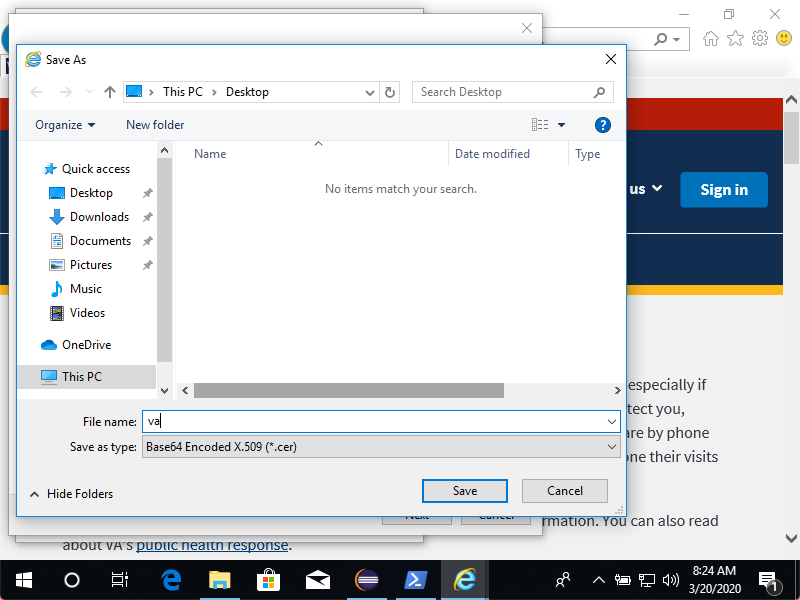 Save As
This PC
Desktop
Search Desktop
Organize
New folder
?
Name
Date modified
Type
No items match your search.
Quick access
Desktop
Downloads
Documents
Pictures
Music
Videos
OneDrive
This PC
us
Sign in
especially if
tect you,
are by phone
one their visits
File name:
va
Save as type:
Base64 Encoded X.509 (*.cer)
Hide Folders
Save
Cancel
Next
Cancel
rmation. You can also read
about VA's public health response.
8:24 AM
3/20/2020
1